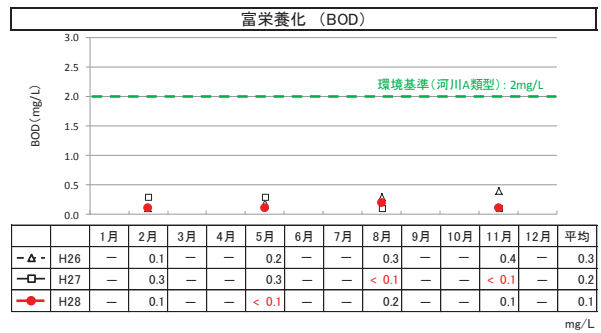 富栄養化 （BOD）
3.0
2.5
2.0
1.5
1.0
0.5
0.0
BOD（mg/L）
環境基準（河川A類型）: 2mg/L
1月 2月 3月 4月 5月 6月 7月 8月 9月 10月 11月 12月 平均
H26 — 0.1 — — 0.2 — — 0.3 — — 0.4 — 0.3
H27 — 0.3 — — 0.3 — — < 0.1 — — < 0.1 — 0.2
H28 — 0.1 — — < 0.1 — — 0.2 — — 0.1 — 0.1
mg/L